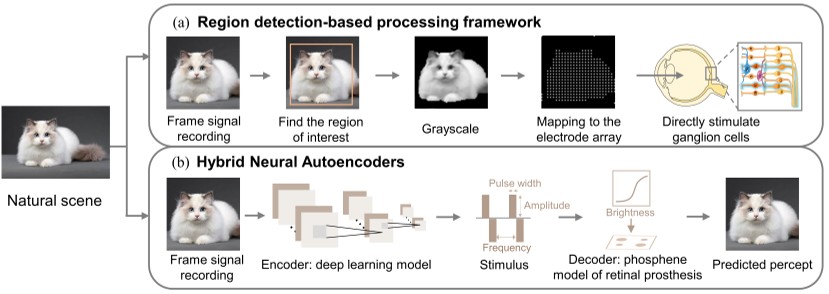 Natural scene
(a) Region detection-based processing framework
Frame signal
recording
Find the region
of interest
Grayscale
Mapping to the
electrode array
Directly stimulate
ganglion cells
(b) Hybrid Neural Autoencoders
Frame signal
recording
Encoder: deep learning model
Pulse width
Amplitude
Frequency
Stimulus
Brightness
Decoder: phosphene
model of retinal prosthesis
Predicted percept